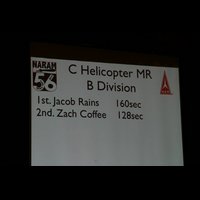 NARAM
56
C Helicopter MR
B Division
1st. Jacob Rains 160sec
2nd. Zach Coffee 128sec